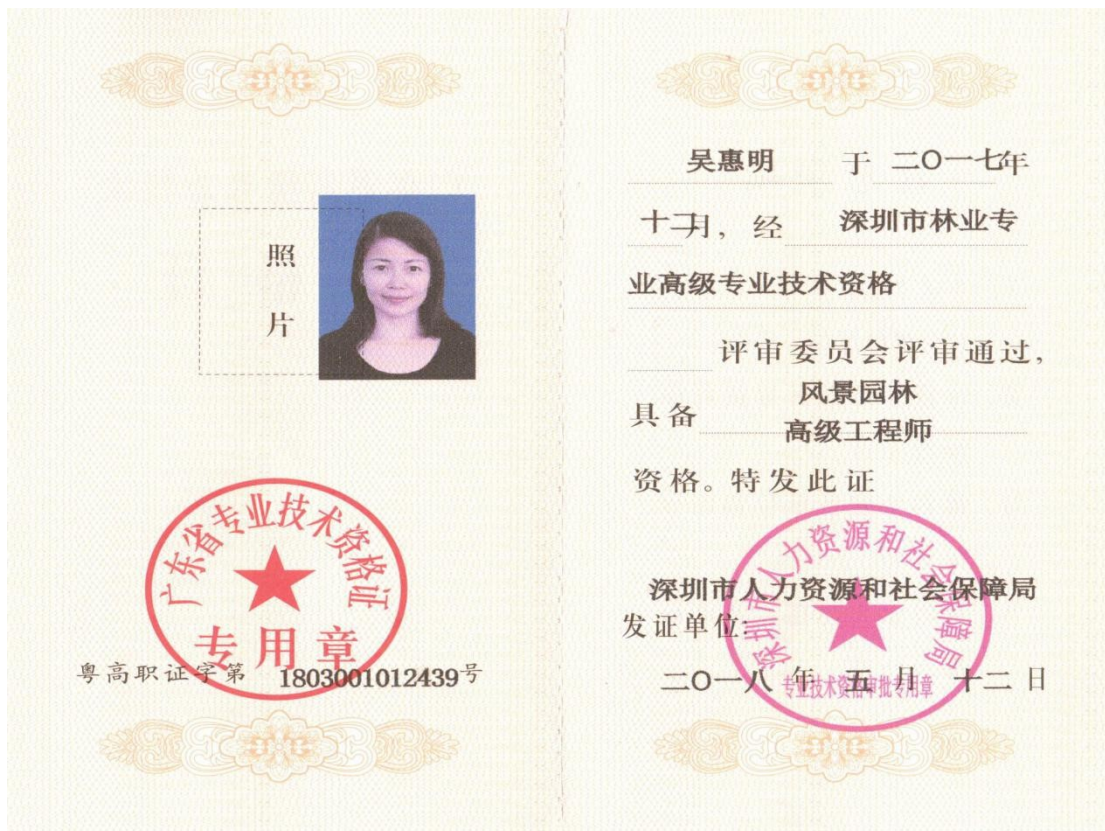 照
片
广东省专业技术资格证
专用章
粤高职证字第 1803001012439号
吴惠明 于 二〇一七年
十二月，经 深圳市林业专
业高级专业技术资格
评审委员会评审通过，
具备 风景园林
高级工程师
资格。特发此证
深圳市人力资源和社会保障局
发证单位：
二〇一八 年 五 月 十二 日
深圳市人力资源和社会保障局
专业技术资格审批专用章